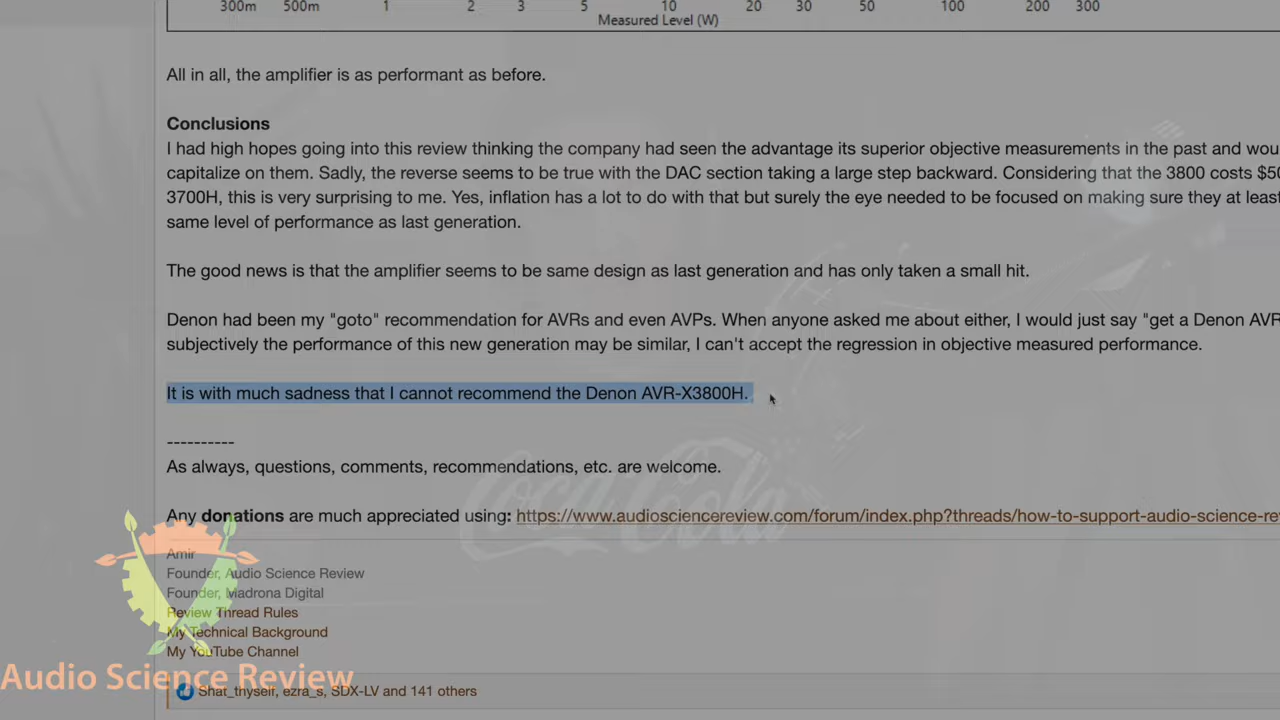 300m 500m 1 2 3 5 10 20 30 50 100 200 300
Measured Level (W)
All in all, the amplifier is as performant as before.
Conclusions
I had high hopes going into this review thinking the company had seen the advantage its superior objective measurements in the past and wou
capitalize on them. Sadly, the reverse seems to be true with the DAC section taking a large step backward. Considering that the 3800 costs $50
3700H, this is very surprising to me. Yes, inflation has a lot to do with that but surely the eye needed to be focused on making sure they at least
same level of performance as last generation.
The good news is that the amplifier seems to be same design as last generation and has only taken a small hit.
Denon had been my "goto" recommendation for AVRs and even AVPs. When anyone asked me about either, I would just say "get a Denon AVR
subjectively the performance of this new generation may be similar, I can't accept the regression in objective measured performance.
It is with much sadness that I cannot recommend the Denon AVR-X3800H.
----------
As always, questions, comments, recommendations, etc. are welcome.
Coca-Cola
Any donations are much appreciated using: https://www.audiosciencereview.com/forum/index.php?threads/how-to-support-audio-science-re
Amir
Founder, Audio Science Review
Founder, Madrona Digital
Review Thread Rules
My Technical Background
My YouTube Channel
Audio Science Review
Shat_thyself, ezra_s, SDX-LV and 141 others